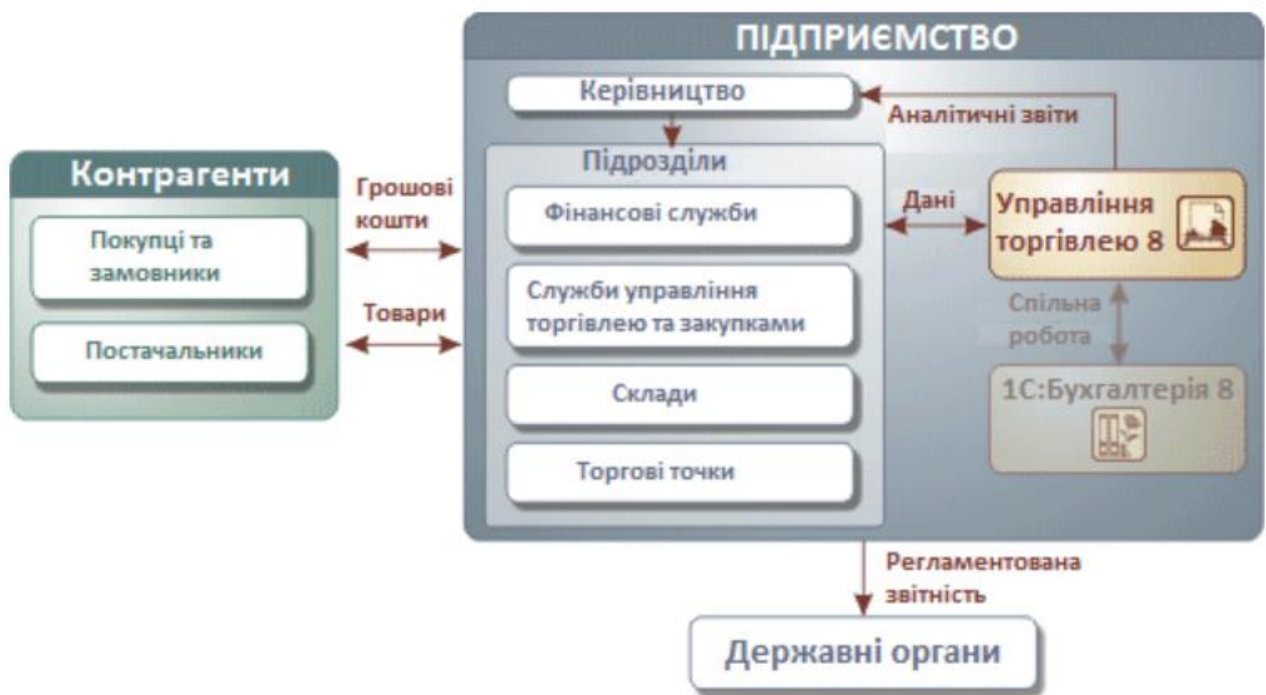 ПІДПРИЄМСТВО
Керівництво
Аналітичні звіти
Контрагенти
Покупці та
замовники
Постачальники
Грошові
кошти
Товари
Підрозділи
Фінансові служби
Служби управління
торгівлею та закупками
Склади
Торгові точки
Дані
Управління
торгівлею 8
Спільна
робота
1С:Бухгалтерія 8
Регламентована
звітність
Державні органи